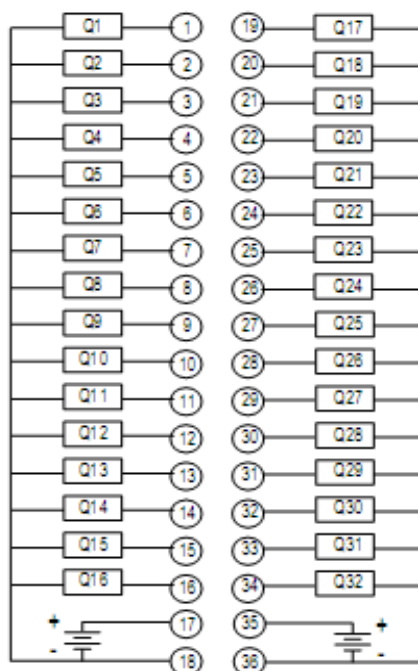 Q1 1 19 Q17
Q2 2 20 Q18
Q3 3 21 Q19
Q4 4 22 Q20
Q5 5 23 Q21
Q6 6 24 Q22
Q7 7 25 Q23
Q8 8 26 Q24
Q9 9 27 Q25
Q10 10 28 Q26
Q11 11 29 Q27
Q12 12 30 Q28
Q13 13 31 Q29
Q14 14 32 Q30
Q15 15 33 Q31
Q16 16 34 Q32
+ 17 35 +
- 18 36 -